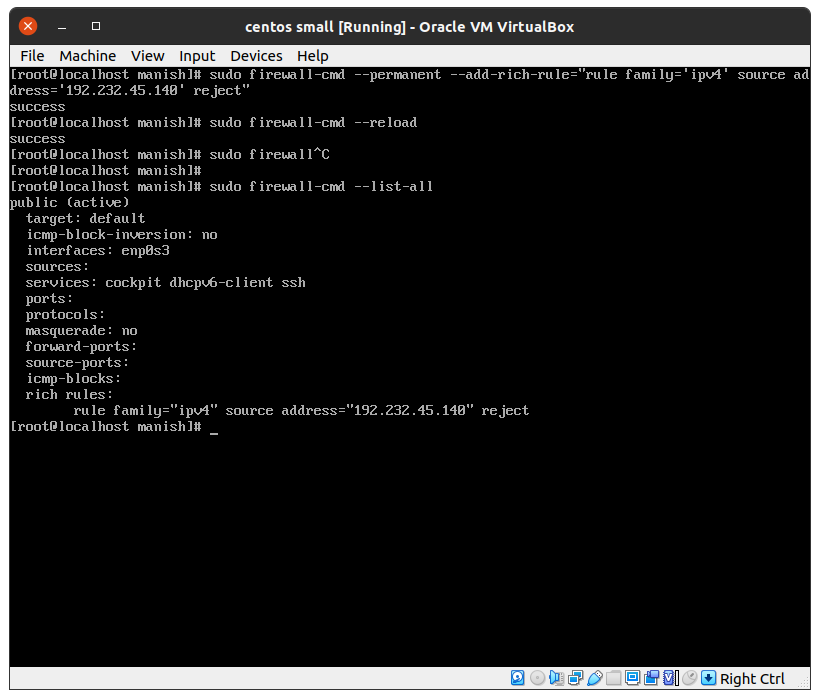 centos small [Running] - Oracle VM VirtualBox
File Machine View Input Devices Help
[root@localhost manish]# sudo firewall-cmd --permanent --add-rich-rule="rule family='ipv4' source ad
dress='192.232.45.140' reject"
success
[root@localhost manish]# sudo firewall-cmd --reload
success
[root@localhost manish]# sudo firewall^C
[root@localhost manish]#
[root@localhost manish]# sudo firewall-cmd --list-all
public (active)
  target: default
  icmp-block-inversion: no
  interfaces: enp0s3
  sources:
  services: cockpit dhcpv6-client ssh
  ports:
  protocols:
  masquerade: no
  forward-ports:
  source-ports:
  icmp-blocks:
  rich rules:
        rule family="ipv4" source address="192.232.45.140" reject
[root@localhost manish]# _
Right Ctrl